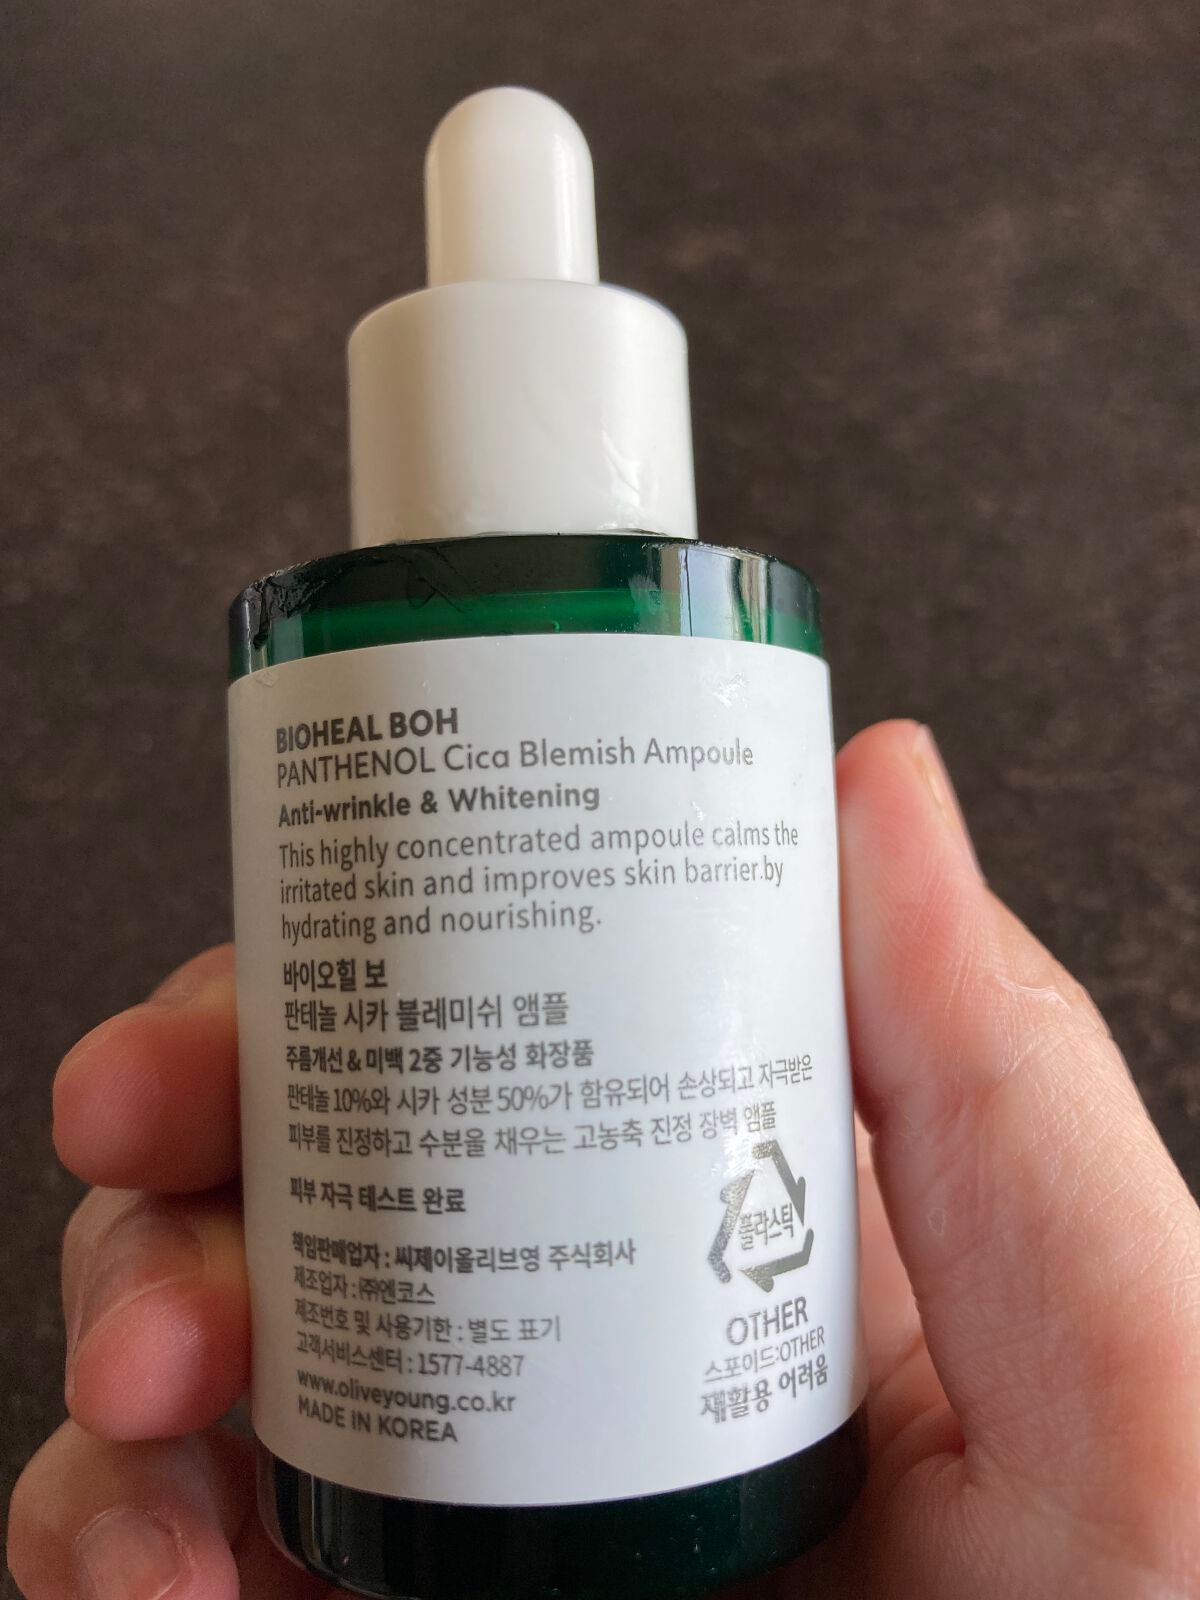 BIOHEAL BOH
PANTHENOL Cica Blemish Ampoule
Anti-wrinkle & Whitening
This highly concentrated ampoule calms the
irritated skin and improves skin barrier.by
hydrating and nourishing.
바이오힐 보
판테놀 시카 블레미쉬 앰플
주름개선 & 미백 2중 기능성 화장품
판테놀 10%와 시카 성분 50%가 함유되어 손상되고 자극받은
피부를 진정하고 수분을 채우는 고농축 진정 장벽 앰플
피부 자극 테스트 완료
책임판매업자 : 씨제이올리브영 주식회사
제조업자 : ㈜엔코스
제조번호 및 사용기한 : 별도 표기
고객서비스센터 : 1577-4887
www.oliveyoung.co.kr
MADE IN KOREA
플라스틱
OTHER
스포이드:OTHER
재활용 어려움